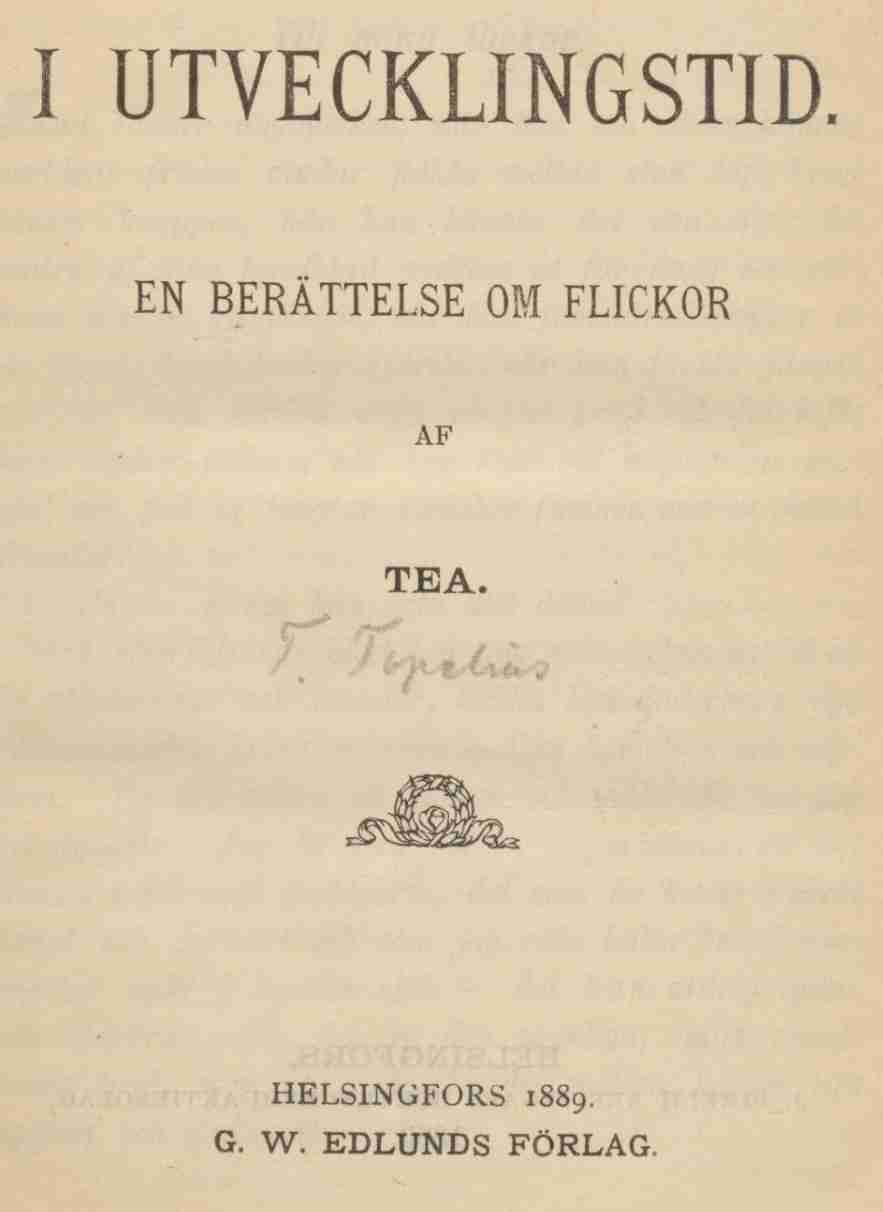 I UTVECKLINGSTID.
EN BERÄTTELSE OM FLICKOR
AF
TEA.
T. Topelius
HELSINGFORS 1889.
G. W. EDLUNDS FÖRLAG.